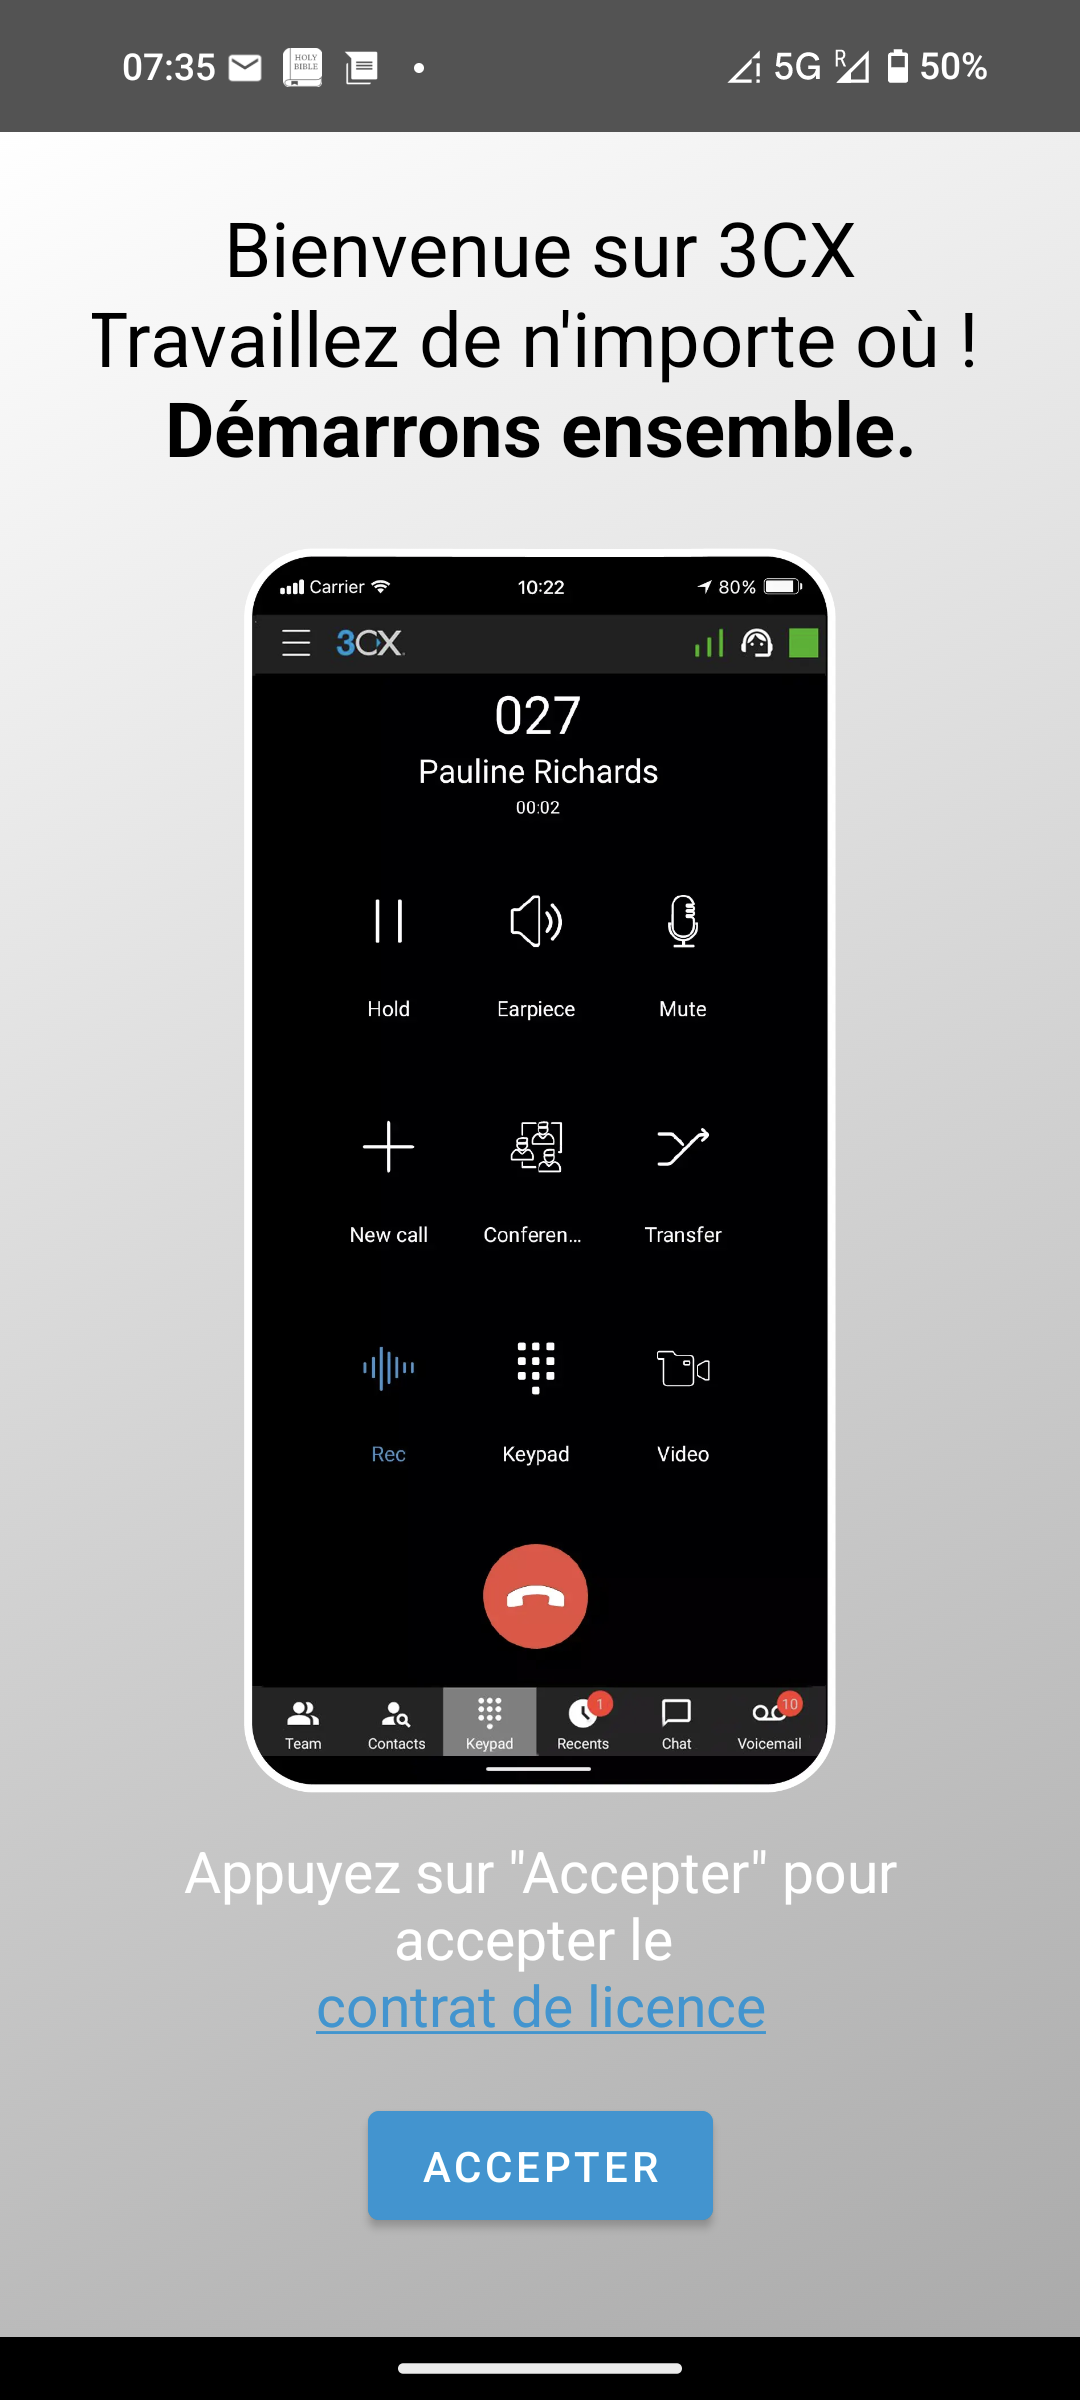 07:35
5G
R
50%
HOLY
BIBLE
Bienvenue sur 3CX
Travaillez de n'importe où !
Démarrons ensemble.
Carrier
10:22
80%
3CX
027
Pauline Richards
00:02
Hold
Earpiece
Mute
New call
Conferen...
Transfer
Rec
Keypad
Video
1
10
Team
Contacts
Keypad
Recents
Chat
Voicemail
Appuyez sur "Accepter" pour
accepter le
contrat de licence
ACCEPTER